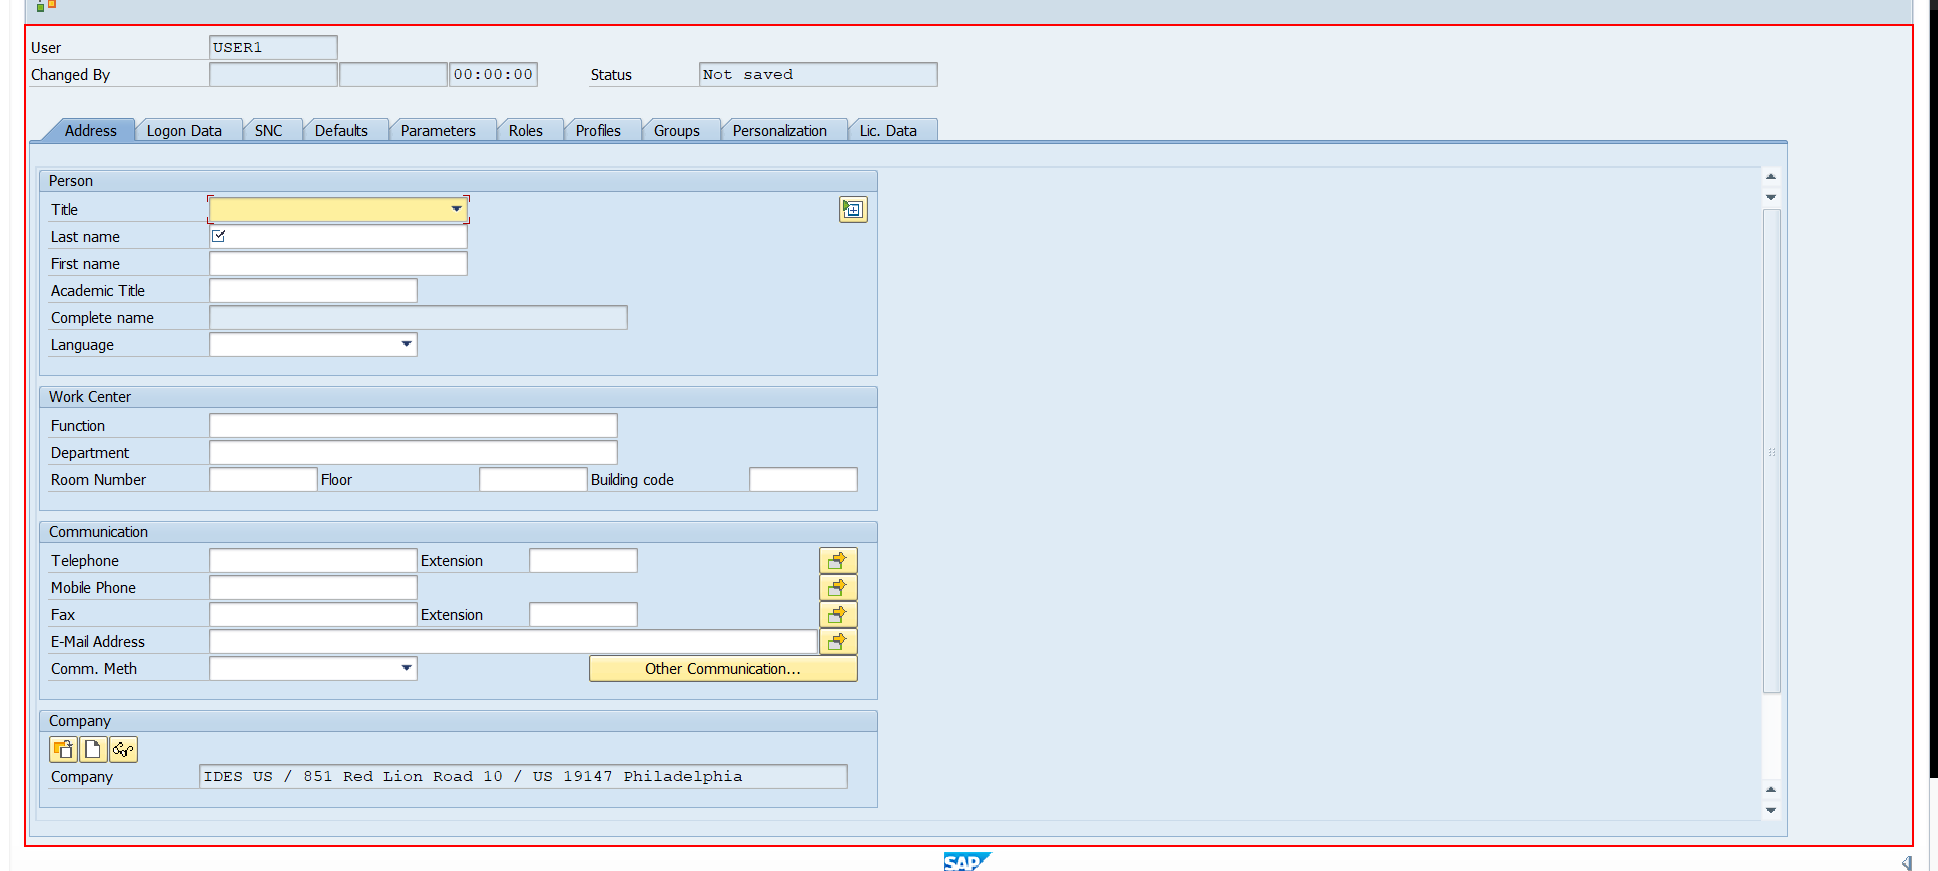 User USER1
Changed By 00:00:00 Status Not saved
Address Logon Data SNC Defaults Parameters Roles Profiles Groups Personalization Lic. Data
Person
Title
Last name
First name
Academic Title
Complete name
Language
Work Center
Function
Department
Room Number Floor Building code
Communication
Telephone Extension
Mobile Phone
Fax Extension
E-Mail Address
Comm. Meth Other Communication...
Company
Company IDES US / 851 Red Lion Road 10 / US 19147 Philadelphia
SAP